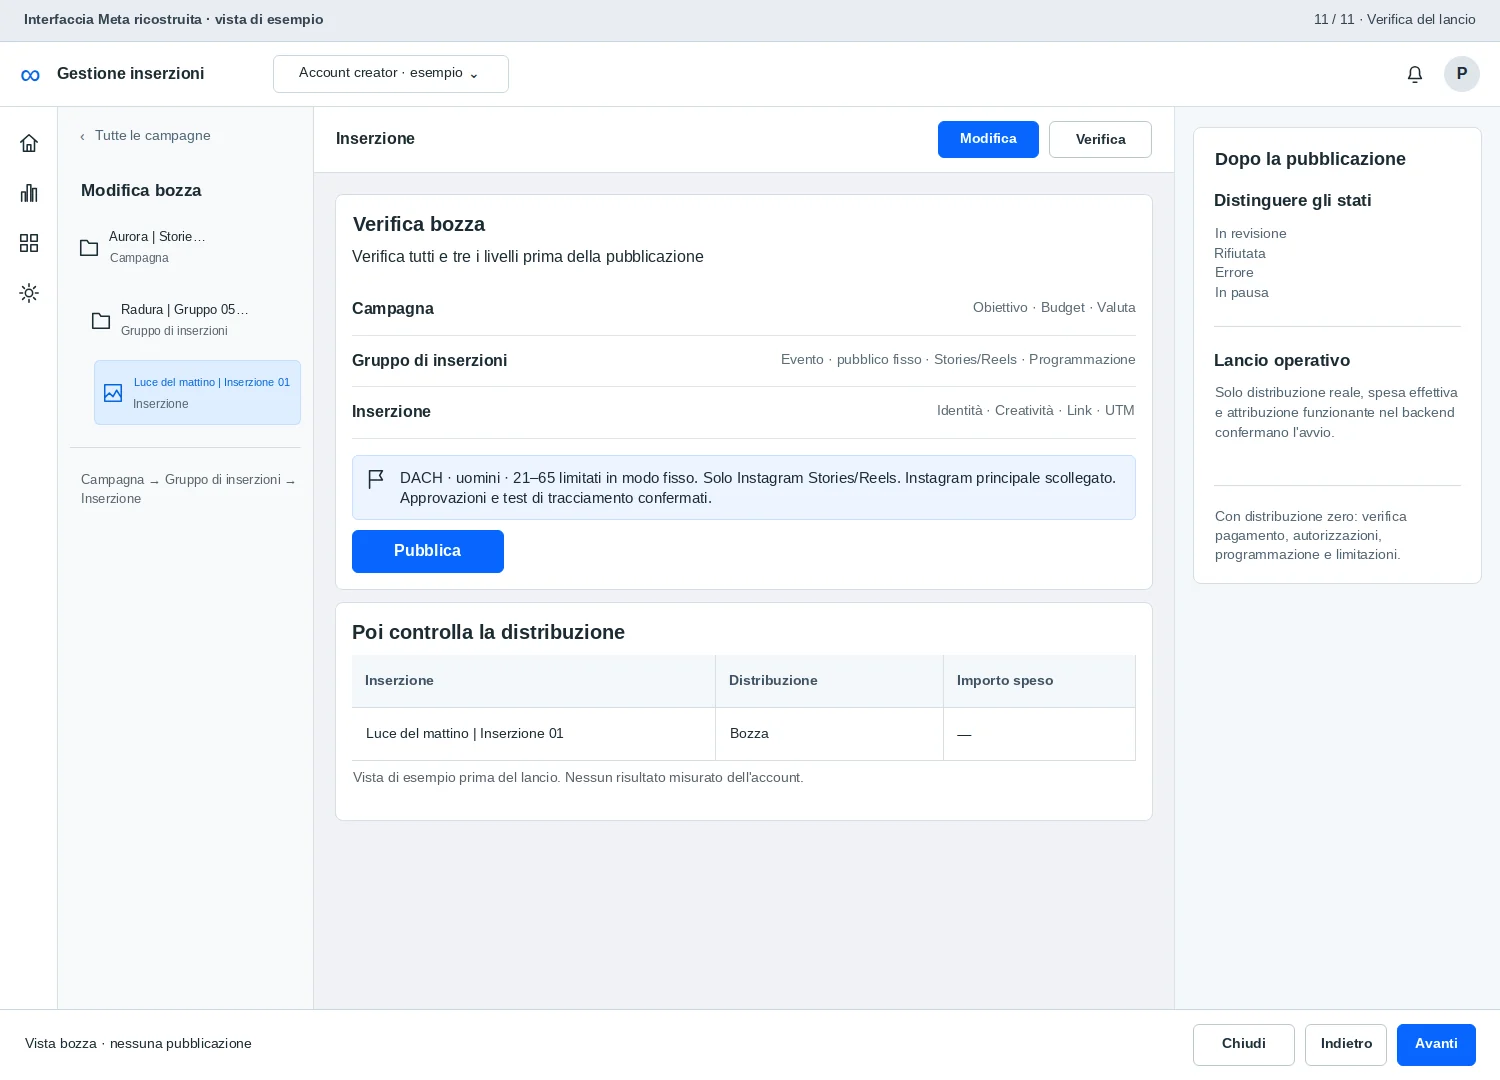 Interfaccia Meta ricostruita · vista di esempio
11 / 11 · Verifica del lancio
Gestione inserzioni
Account creator · esempio
P
‹ Tutte le campagne
Modifica bozza
Aurora | Storie…
Campagna
Radura | Gruppo 05…
Gruppo di inserzioni
Luce del mattino | Inserzione 01
Inserzione
Campagna → Gruppo di inserzioni →
Inserzione
Inserzione
Modifica
Verifica
Verifica bozza
Verifica tutti e tre i livelli prima della pubblicazione
Campagna
Obiettivo · Budget · Valuta
Gruppo di inserzioni
Evento · pubblico fisso · Stories/Reels · Programmazione
Inserzione
Identità · Creatività · Link · UTM
DACH · uomini · 21–65 limitati in modo fisso. Solo Instagram Stories/Reels. Instagram principale scollegato.
Approvazioni e test di tracciamento confermati.
Pubblica
Poi controlla la distribuzione
Inserzione
Distribuzione
Importo speso
Luce del mattino | Inserzione 01
Bozza
—
Vista di esempio prima del lancio. Nessun risultato misurato dell'account.
Dopo la pubblicazione
Distinguere gli stati
In revisione
Rifiutata
Errore
In pausa
Lancio operativo
Solo distribuzione reale, spesa effettiva
e attribuzione funzionante nel backend
confermano l'avvio.
Con distribuzione zero: verifica
pagamento, autorizzazioni,
programmazione e limitazioni.
Vista bozza · nessuna pubblicazione
Chiudi
Indietro
Avanti